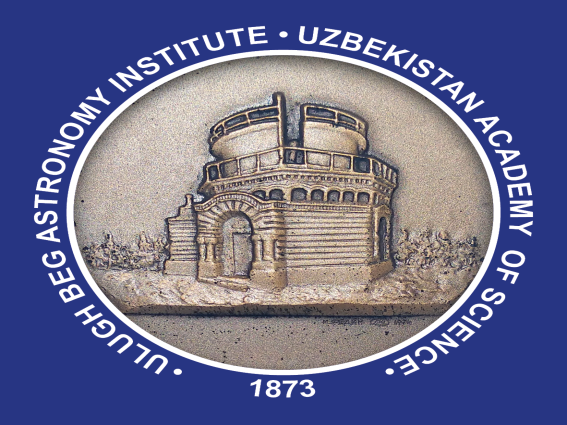 • ULUGH BEG ASTRONOMY INSTITUTE • UZBEKISTAN ACADEMY OF SCIENCE •
1873